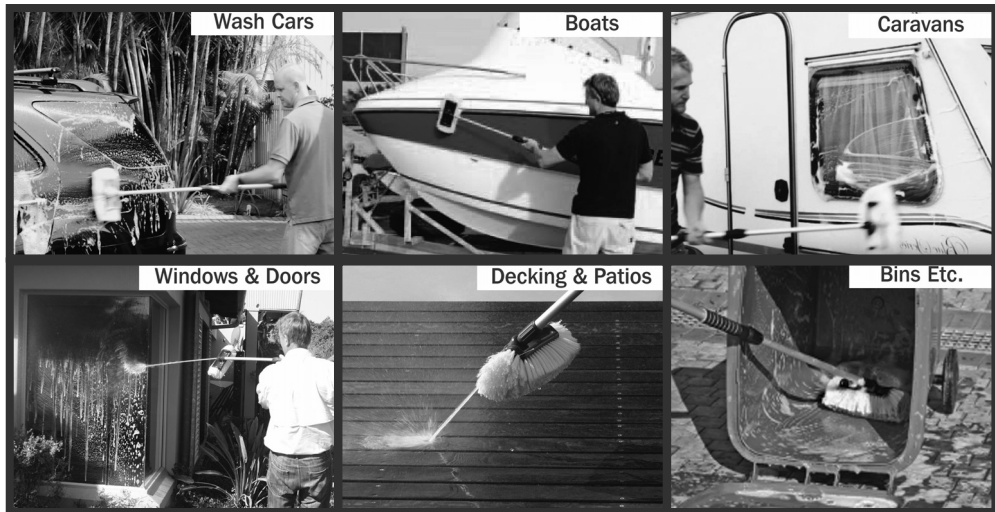 Wash Cars
Boats
Caravans
Windows & Doors
Decking & Patios
Bins Etc.